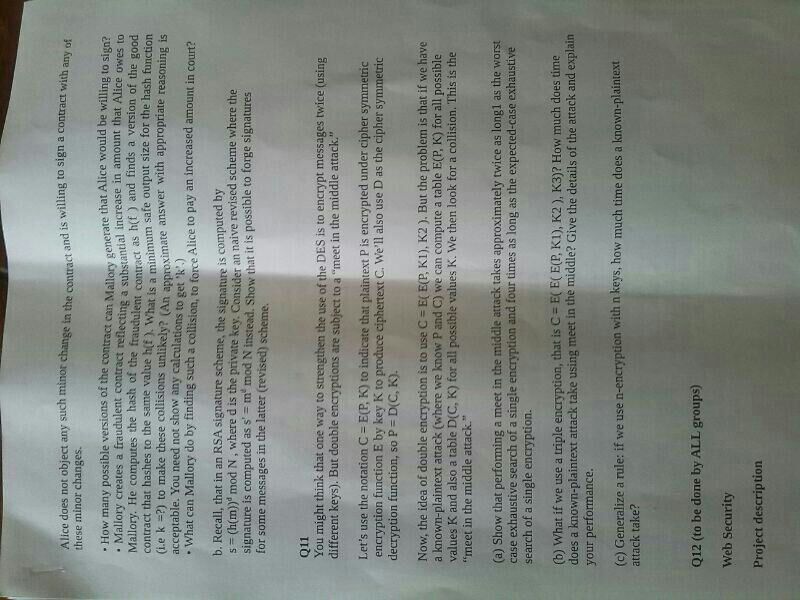 Alice does not object any such minor change in the contract and is willing to sign a contract with any of
these minor changes.
• How many possible versions of the contract can Mallory generate that Alice would be willing to sign?
• Mallory creates a fraudulent contract reflecting a substantial increase in amount that Alice owes to
Mallory. He computes the hash of the fraudulent contract as h(f ) and finds a version of the good
contract that hashes to the same value h(f ). What is a minimum safe output size for the hash function
(i.e k =?) to make these collisions unlikely? (An approximate answer with appropriate reasoning is
acceptable. You need not show any calculations to get 'k'.)
• What can Mallory do by finding such a collision, to force Alice to pay an increased amount in court?
b. Recall, that in an RSA signature scheme, the signature is computed by
s = (h(m))ᵈ mod N , where d is the private key. Consider an naive revised scheme where the
signature is computed as s' = mᵈ mod N instead. Show that it is possible to forge signatures
for some messages in the latter (revised) scheme.
Q11
You might think that one way to strengthen the use of the DES is to encrypt messages twice (using
different keys). But double encryptions are subject to a "meet in the middle attack."
Let's use the notation C = E(P, K) to indicate that plaintext P is encrypted under cipher symmetric
encryption function E by key K to produce ciphertext C. We'll also use D as the cipher symmetric
decryption function, so P = D(C, K).
Now, the idea of double encryption is to use C = E( E(P, K1), K2 ). But the problem is that if we have
a known-plaintext attack (where we know P and C) we can compute a table E(P, K) for all possible
values K and also a table D(C, K) for all possible values K. We then look for a collision. This is the
"meet in the middle attack."
(a) Show that performing a meet in the middle attack takes approximately twice as long1 as the worst
case exhaustive search of a single encryption and four times as long as the expected-case exhaustive
search of a single encryption.
(b) What if we use a triple encryption, that is C = E( E( E(P, K1), K2 ), K3)? How much does time
does a known-plaintext attack take using meet in the middle? Give the details of the attack and explain
your performance.
(c) Generalize a rule: if we use n-encryption with n keys, how much time does a known-plaintext
attack take?
Q12 (to be done by ALL groups)
Web Security
Project description